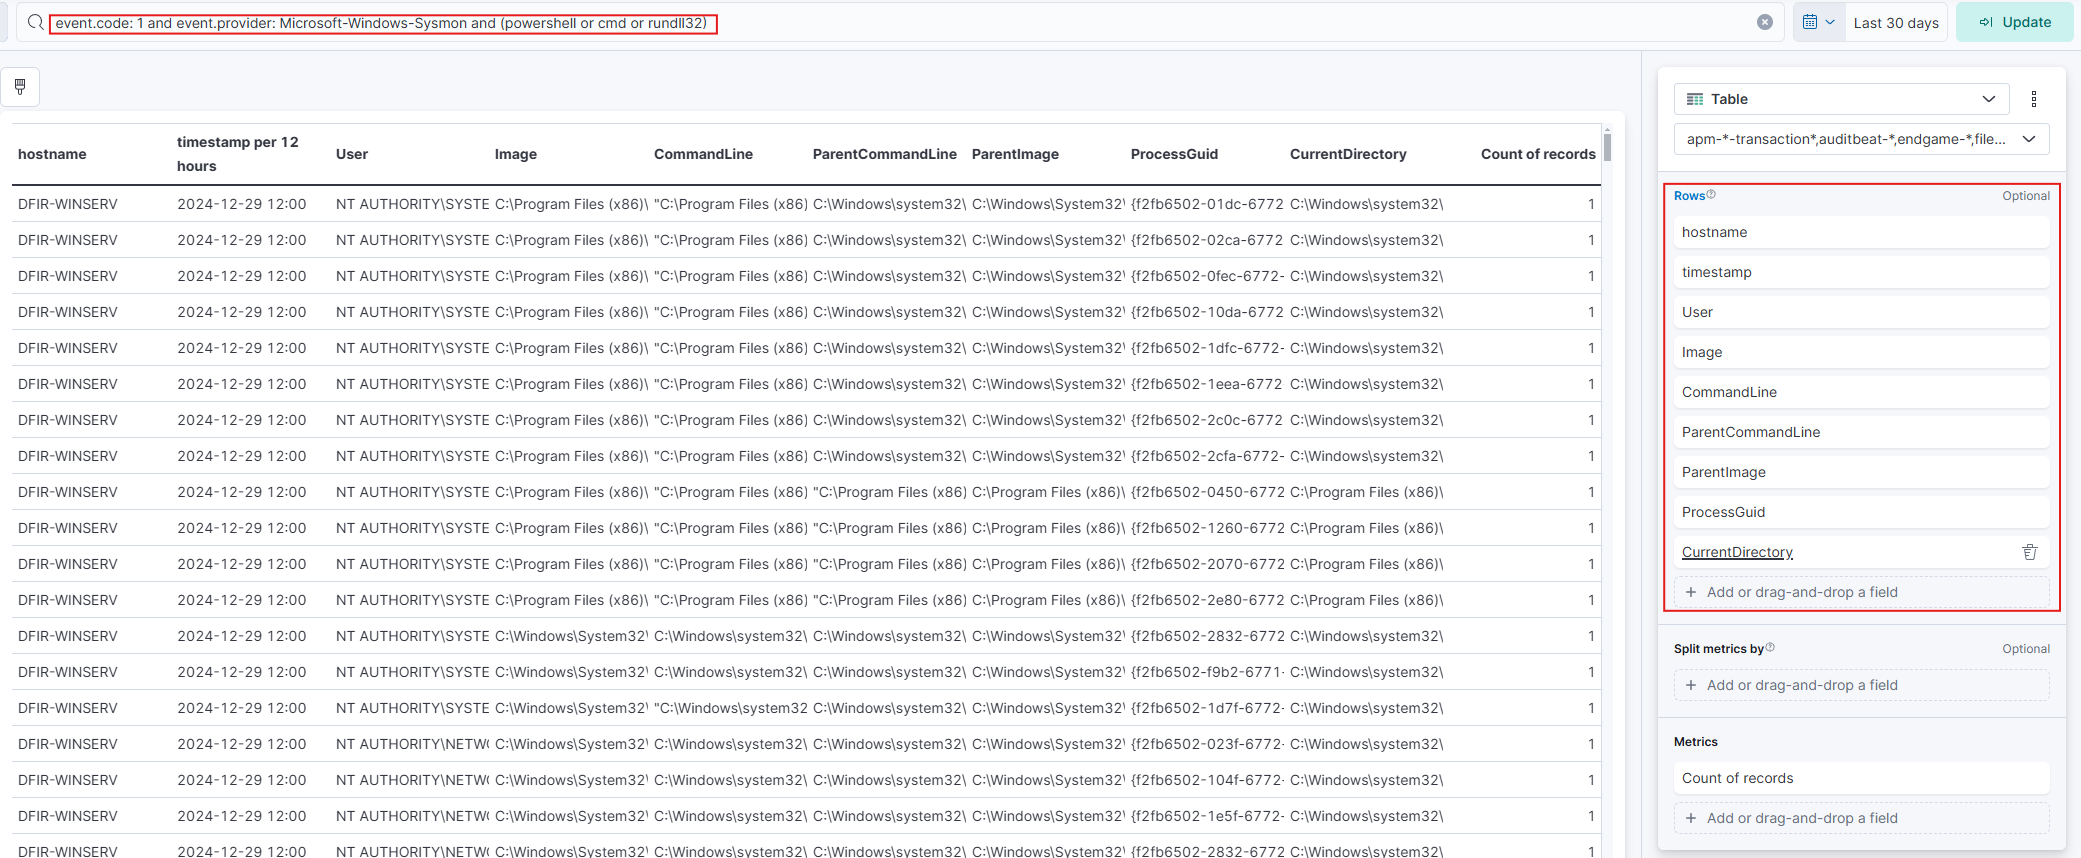 event.code: 1 and event.provider: Microsoft-Windows-Sysmon and (powershell or cmd or rundll32)
Last 30 days
Update
hostname timestamp per 12 hours User Image CommandLine ParentCommandLine ParentImage ProcessGuid CurrentDirectory Count of records
DFIR-WINSERV 2024-12-29 12:00 NT AUTHORITY\SYSTE C:\Program Files (x86)\ "C:\Program Files (x86) C:\Windows\system32\ C:\Windows\System32\ {f2fb6502-01dc-6772 C:\Windows\system32\ 1
DFIR-WINSERV 2024-12-29 12:00 NT AUTHORITY\SYSTE C:\Program Files (x86)\ "C:\Program Files (x86) C:\Windows\system32\ C:\Windows\System32\ {f2fb6502-02ca-6772 C:\Windows\system32\ 1
DFIR-WINSERV 2024-12-29 12:00 NT AUTHORITY\SYSTE C:\Program Files (x86)\ "C:\Program Files (x86) C:\Windows\system32\ C:\Windows\System32\ {f2fb6502-0fec-6772- C:\Windows\system32\ 1
DFIR-WINSERV 2024-12-29 12:00 NT AUTHORITY\SYSTE C:\Program Files (x86)\ "C:\Program Files (x86) C:\Windows\system32\ C:\Windows\System32\ {f2fb6502-10da-6772 C:\Windows\system32\ 1
DFIR-WINSERV 2024-12-29 12:00 NT AUTHORITY\SYSTE C:\Program Files (x86)\ "C:\Program Files (x86) C:\Windows\system32\ C:\Windows\System32\ {f2fb6502-1dfc-6772- C:\Windows\system32\ 1
DFIR-WINSERV 2024-12-29 12:00 NT AUTHORITY\SYSTE C:\Program Files (x86)\ "C:\Program Files (x86) C:\Windows\system32\ C:\Windows\System32\ {f2fb6502-1eea-6772 C:\Windows\system32\ 1
DFIR-WINSERV 2024-12-29 12:00 NT AUTHORITY\SYSTE C:\Program Files (x86)\ "C:\Program Files (x86) C:\Windows\system32\ C:\Windows\System32\ {f2fb6502-2c0c-6772 C:\Windows\system32\ 1
DFIR-WINSERV 2024-12-29 12:00 NT AUTHORITY\SYSTE C:\Program Files (x86)\ "C:\Program Files (x86) C:\Windows\system32\ C:\Windows\System32\ {f2fb6502-2cfa-6772- C:\Windows\system32\ 1
DFIR-WINSERV 2024-12-29 12:00 NT AUTHORITY\SYSTE C:\Program Files (x86)\ "C:\Program Files (x86) "C:\Program Files (x86) C:\Program Files (x86)\ {f2fb6502-0450-6772 C:\Program Files (x86)\ 1
DFIR-WINSERV 2024-12-29 12:00 NT AUTHORITY\SYSTE C:\Program Files (x86)\ "C:\Program Files (x86) "C:\Program Files (x86) C:\Program Files (x86)\ {f2fb6502-1260-6772 C:\Program Files (x86)\ 1
DFIR-WINSERV 2024-12-29 12:00 NT AUTHORITY\SYSTE C:\Program Files (x86)\ "C:\Program Files (x86) "C:\Program Files (x86) C:\Program Files (x86)\ {f2fb6502-2070-6772 C:\Program Files (x86)\ 1
DFIR-WINSERV 2024-12-29 12:00 NT AUTHORITY\SYSTE C:\Program Files (x86)\ "C:\Program Files (x86) "C:\Program Files (x86) C:\Program Files (x86)\ {f2fb6502-2e80-6772 C:\Program Files (x86)\ 1
DFIR-WINSERV 2024-12-29 12:00 NT AUTHORITY\SYSTE C:\Windows\System32\ C:\Windows\system32\ C:\Windows\system32\ C:\Windows\System32\ {f2fb6502-2832-6772 C:\Windows\system32\ 1
DFIR-WINSERV 2024-12-29 12:00 NT AUTHORITY\SYSTE C:\Windows\System32\ C:\Windows\system32\ C:\Windows\system32\ C:\Windows\System32\ {f2fb6502-f9b2-6771- C:\Windows\system32\ 1
DFIR-WINSERV 2024-12-29 12:00 NT AUTHORITY\SYSTE C:\Windows\System32\ "C:\Windows\system32 C:\Windows\system32\ C:\Windows\System32\ {f2fb6502-1d7f-6772- C:\Windows\system32\ 1
DFIR-WINSERV 2024-12-29 12:00 NT AUTHORITY\NETWO C:\Windows\System32\ C:\Windows\system32\ C:\Windows\system32\ C:\Windows\System32\ {f2fb6502-023f-6772- C:\Windows\system32\ 1
DFIR-WINSERV 2024-12-29 12:00 NT AUTHORITY\NETWO C:\Windows\System32\ C:\Windows\system32\ C:\Windows\system32\ C:\Windows\System32\ {f2fb6502-104f-6772- C:\Windows\system32\ 1
DFIR-WINSERV 2024-12-29 12:00 NT AUTHORITY\NETWO C:\Windows\System32\ C:\Windows\system32\ C:\Windows\system32\ C:\Windows\System32\ {f2fb6502-1e5f-6772- C:\Windows\system32\ 1
DFIR-WINSERV 2024-12-29 12:00 NT AUTHORITY\NETWO C:\Windows\System32\ C:\Windows\system32\ C:\Windows\system32\ C:\Windows\System32\ {f2fb6502-2832-6772 C:\Windows\system32\ 1
Table
apm-*-transaction*,auditbeat-*,endgame-*,file...
Rows Optional
hostname
timestamp
User
Image
CommandLine
ParentCommandLine
ParentImage
ProcessGuid
CurrentDirectory
+ Add or drag-and-drop a field
Split metrics by Optional
+ Add or drag-and-drop a field
Metrics
Count of records
+ Add or drag-and-drop a field